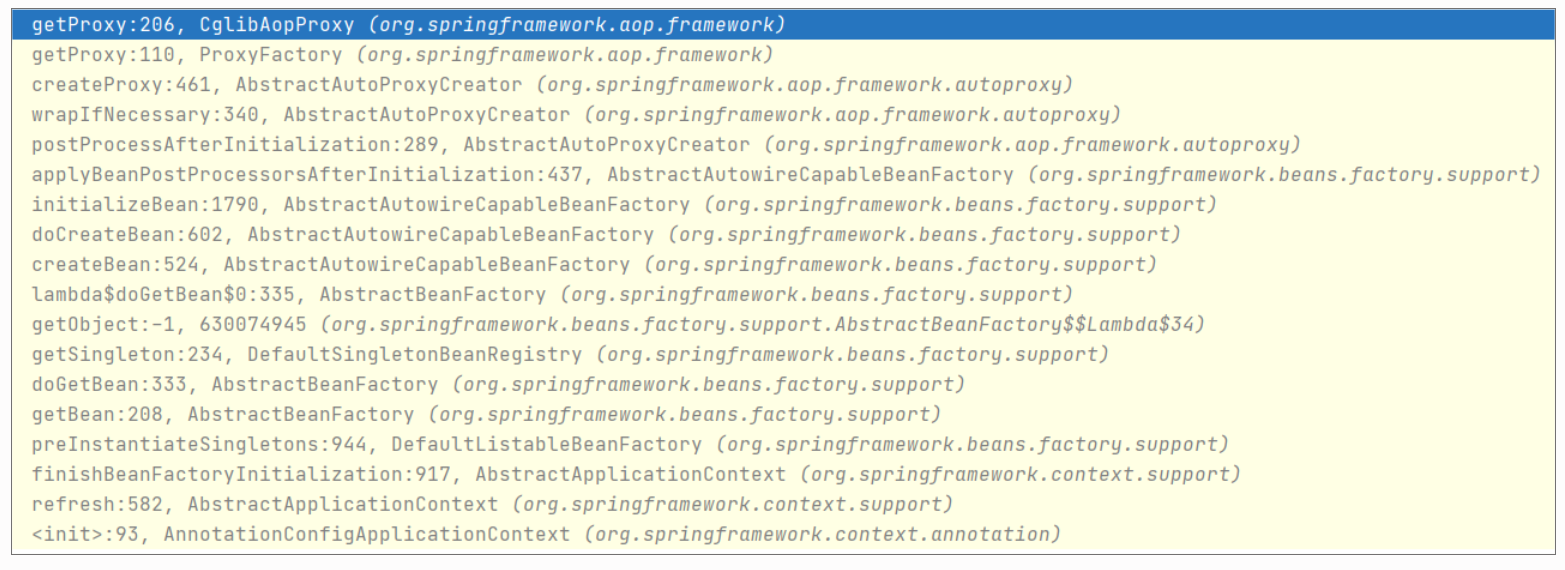 getProxy:206, CglibAopProxy (org.springframework.aop.framework)
getProxy:110, ProxyFactory (org.springframework.aop.framework)
createProxy:461, AbstractAutoProxyCreator (org.springframework.aop.framework.autoproxy)
wrapIfNecessary:340, AbstractAutoProxyCreator (org.springframework.aop.framework.autoproxy)
postProcessAfterInitialization:289, AbstractAutoProxyCreator (org.springframework.aop.framework.autoproxy)
applyBeanPostProcessorsAfterInitialization:437, AbstractAutowireCapableBeanFactory (org.springframework.beans.factory.support)
initializeBean:1790, AbstractAutowireCapableBeanFactory (org.springframework.beans.factory.support)
doCreateBean:602, AbstractAutowireCapableBeanFactory (org.springframework.beans.factory.support)
createBean:524, AbstractAutowireCapableBeanFactory (org.springframework.beans.factory.support)
lambda$doGetBean$0:335, AbstractBeanFactory (org.springframework.beans.factory.support)
getObject:-1, 630074945 (org.springframework.beans.factory.support.AbstractBeanFactory$$Lambda$34)
getSingleton:234, DefaultSingletonBeanRegistry (org.springframework.beans.factory.support)
doGetBean:333, AbstractBeanFactory (org.springframework.beans.factory.support)
getBean:208, AbstractBeanFactory (org.springframework.beans.factory.support)
preInstantiateSingletons:944, DefaultListableBeanFactory (org.springframework.beans.factory.support)
finishBeanFactoryInitialization:917, AbstractApplicationContext (org.springframework.context.support)
refresh:582, AbstractApplicationContext (org.springframework.context.support)
<init>:93, AnnotationConfigApplicationContext (org.springframework.context.annotation)